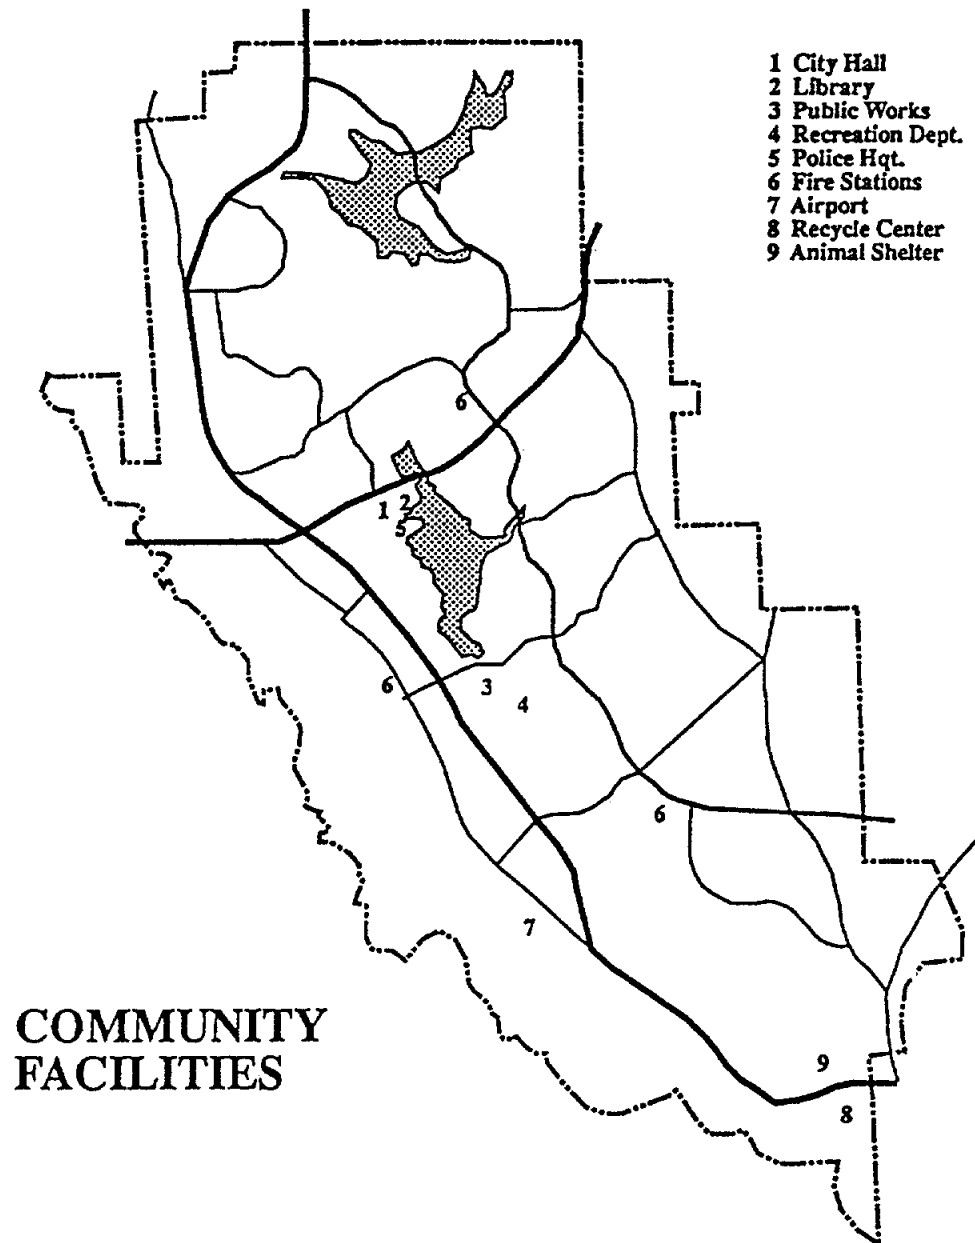 1 City Hall
2 Library
3 Public Works
4 Recreation Dept.
5 Police Hqt.
6 Fire Stations
7 Airport
8 Recycle Center
9 Animal Shelter
6
1
2
5
6
3
4
6
7
9
8
COMMUNITY
FACILITIES